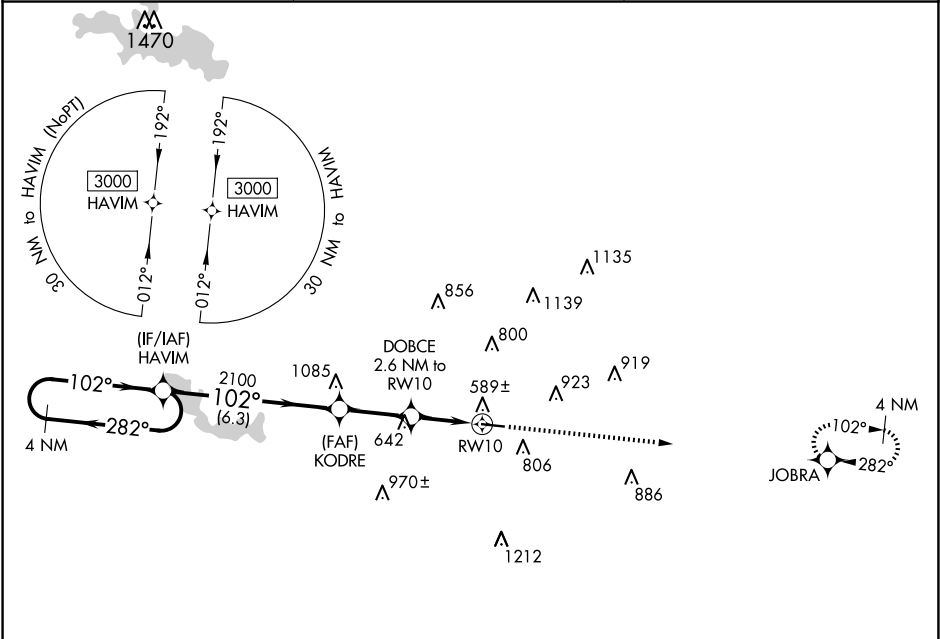 1470
30 NM to HAVIM (NoPT)
192°
3000
HAVIM
012°
192°
3000
HAVIM
012°
30 NM to HAVIM
1135
1139
856
800
(IF/IAF)
HAVIM
DOBCE
2.6 NM to
RW10
102°
2100
102°
(6.3)
1085
589±
923
919
282°
4 NM
(FAF)
KODRE
642
RW10
806
886
970±
1212
4 NM
102°
282°
JOBRA